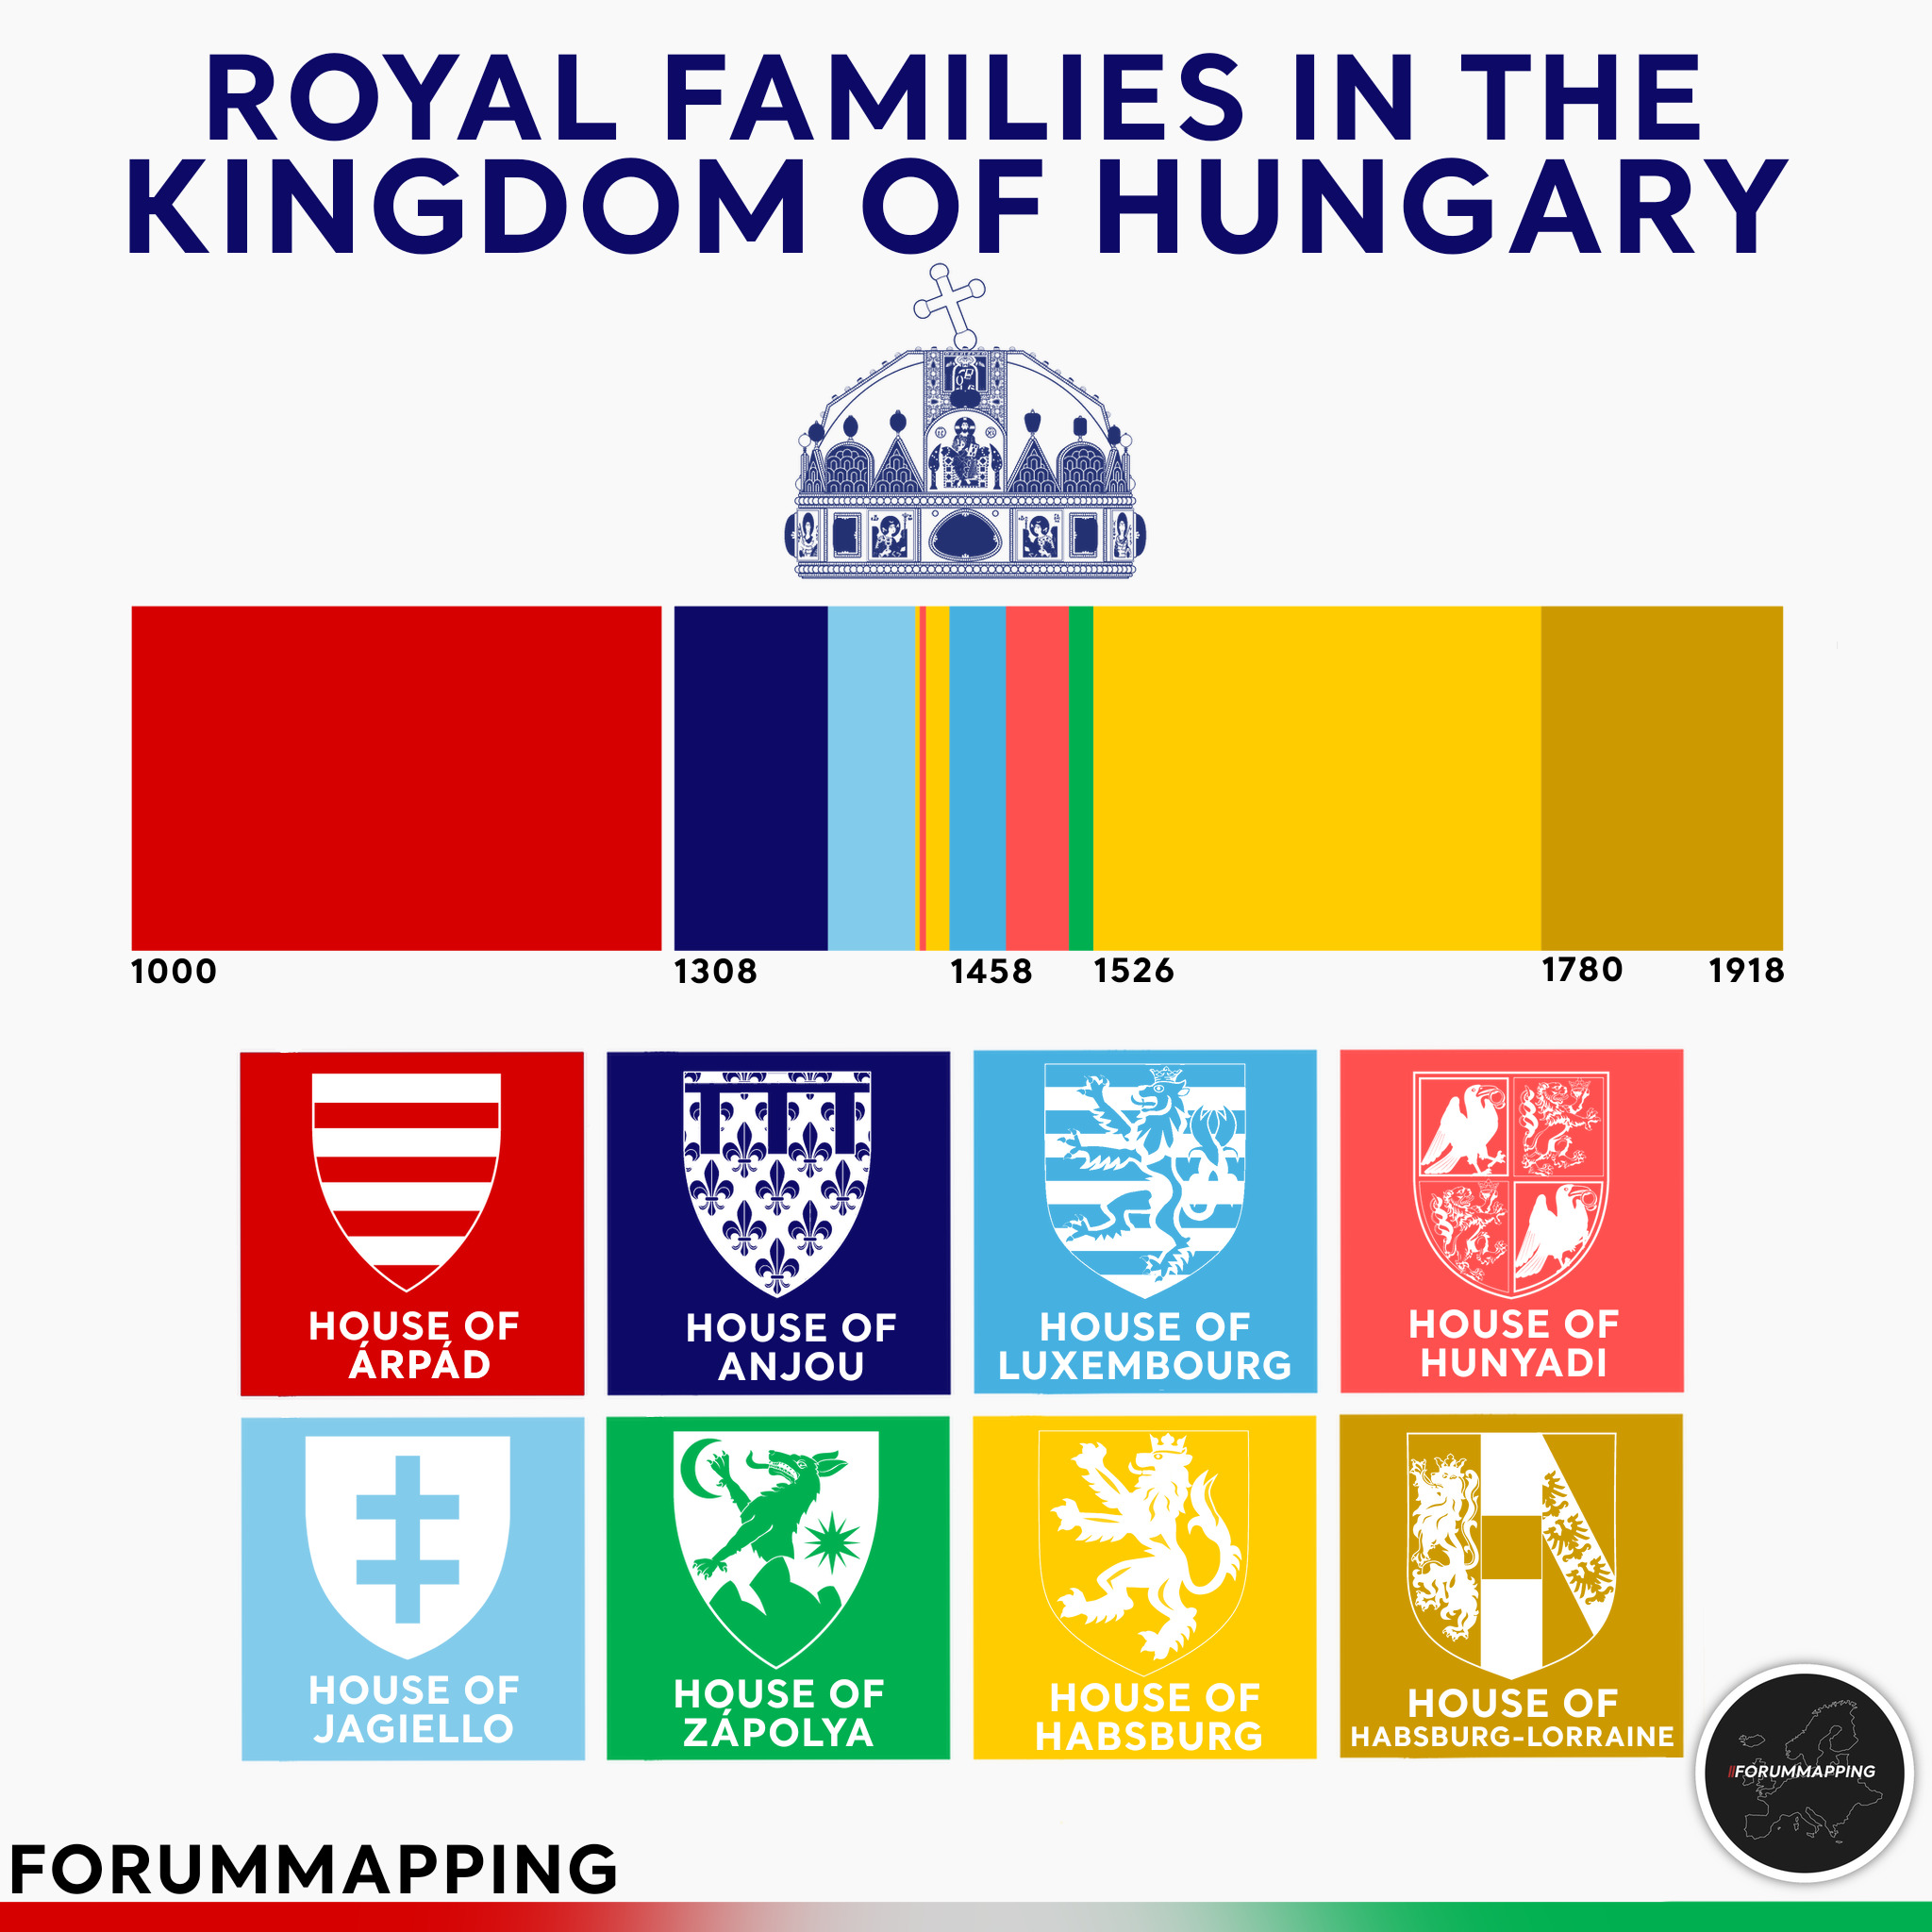 ROYAL FAMILIES IN THE
KINGDOM OF HUNGARY
1000
1308
1458
1526
1780
1918
HOUSE OF
ÁRPÁD
HOUSE OF
ANJOU
HOUSE OF
LUXEMBOURG
HOUSE OF
HUNYADI
HOUSE OF
JAGIELLO
HOUSE OF
ZÁPOLYA
HOUSE OF
HABSBURG
HOUSE OF
HABSBURG-LORRAINE
//FORUMMAPPING
FORUMMAPPING